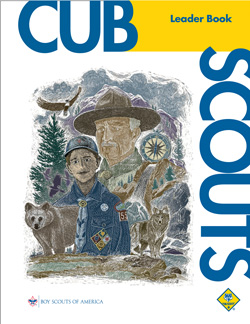 CUB
Leader Book
SCOUTS
BOY SCOUTS OF AMERICA